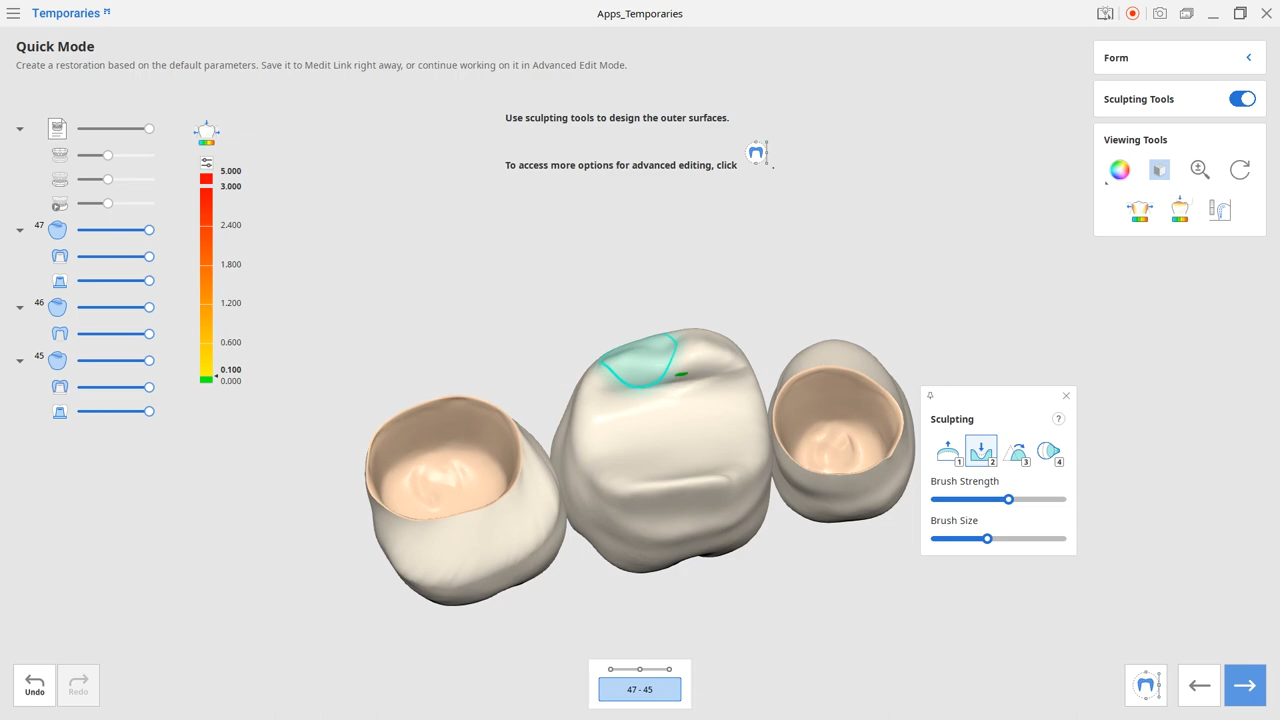 Temporaries
Apps_Temporaries
Quick Mode
Create a restoration based on the default parameters. Save it to Medit Link right away, or continue working on it in Advanced Edit Mode.
Form
Sculpting Tools
Viewing Tools
Use sculpting tools to design the outer surfaces.
To access more options for advanced editing, click .
5.000
3.000
2.400
1.800
1.200
0.600
0.100
0.000
47
46
45
Sculpting
?
1
2
3
4
Brush Strength
Brush Size
Undo
Redo
47 - 45